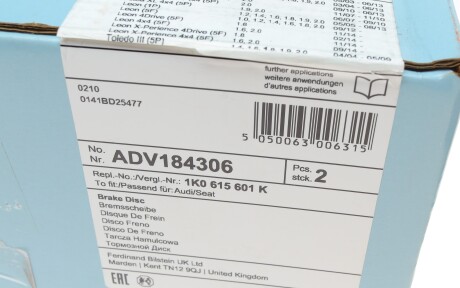 Leon 4x4 (5F)
Leon (1P)
Leon (5F)
Leon 4Drive (5F)
Leon X-Perience 4Drive (5F)
Leon X-Perience 4x4 (5F)
Toledo III (5P)
further applications
weitere anwendungen
d'autres applications
0210
0141BD25477
5 050063 006315
No.
Nr. ADV184306
Pcs.
stck. 2
Repl.-No.:/Vergl.-Nr.: 1K0 615 601 K
To fit:/Passend für: Audi/Seat
Brake Disc
Bremsscheibe
Disque De Frein
Disco Freno
Disco De Freno
Tarcza Hamulcowa
Тормозной Диск
Ferdinand Bilstein UK Ltd
Marden | Kent TN12 9QJ | United Kingdom
EAC